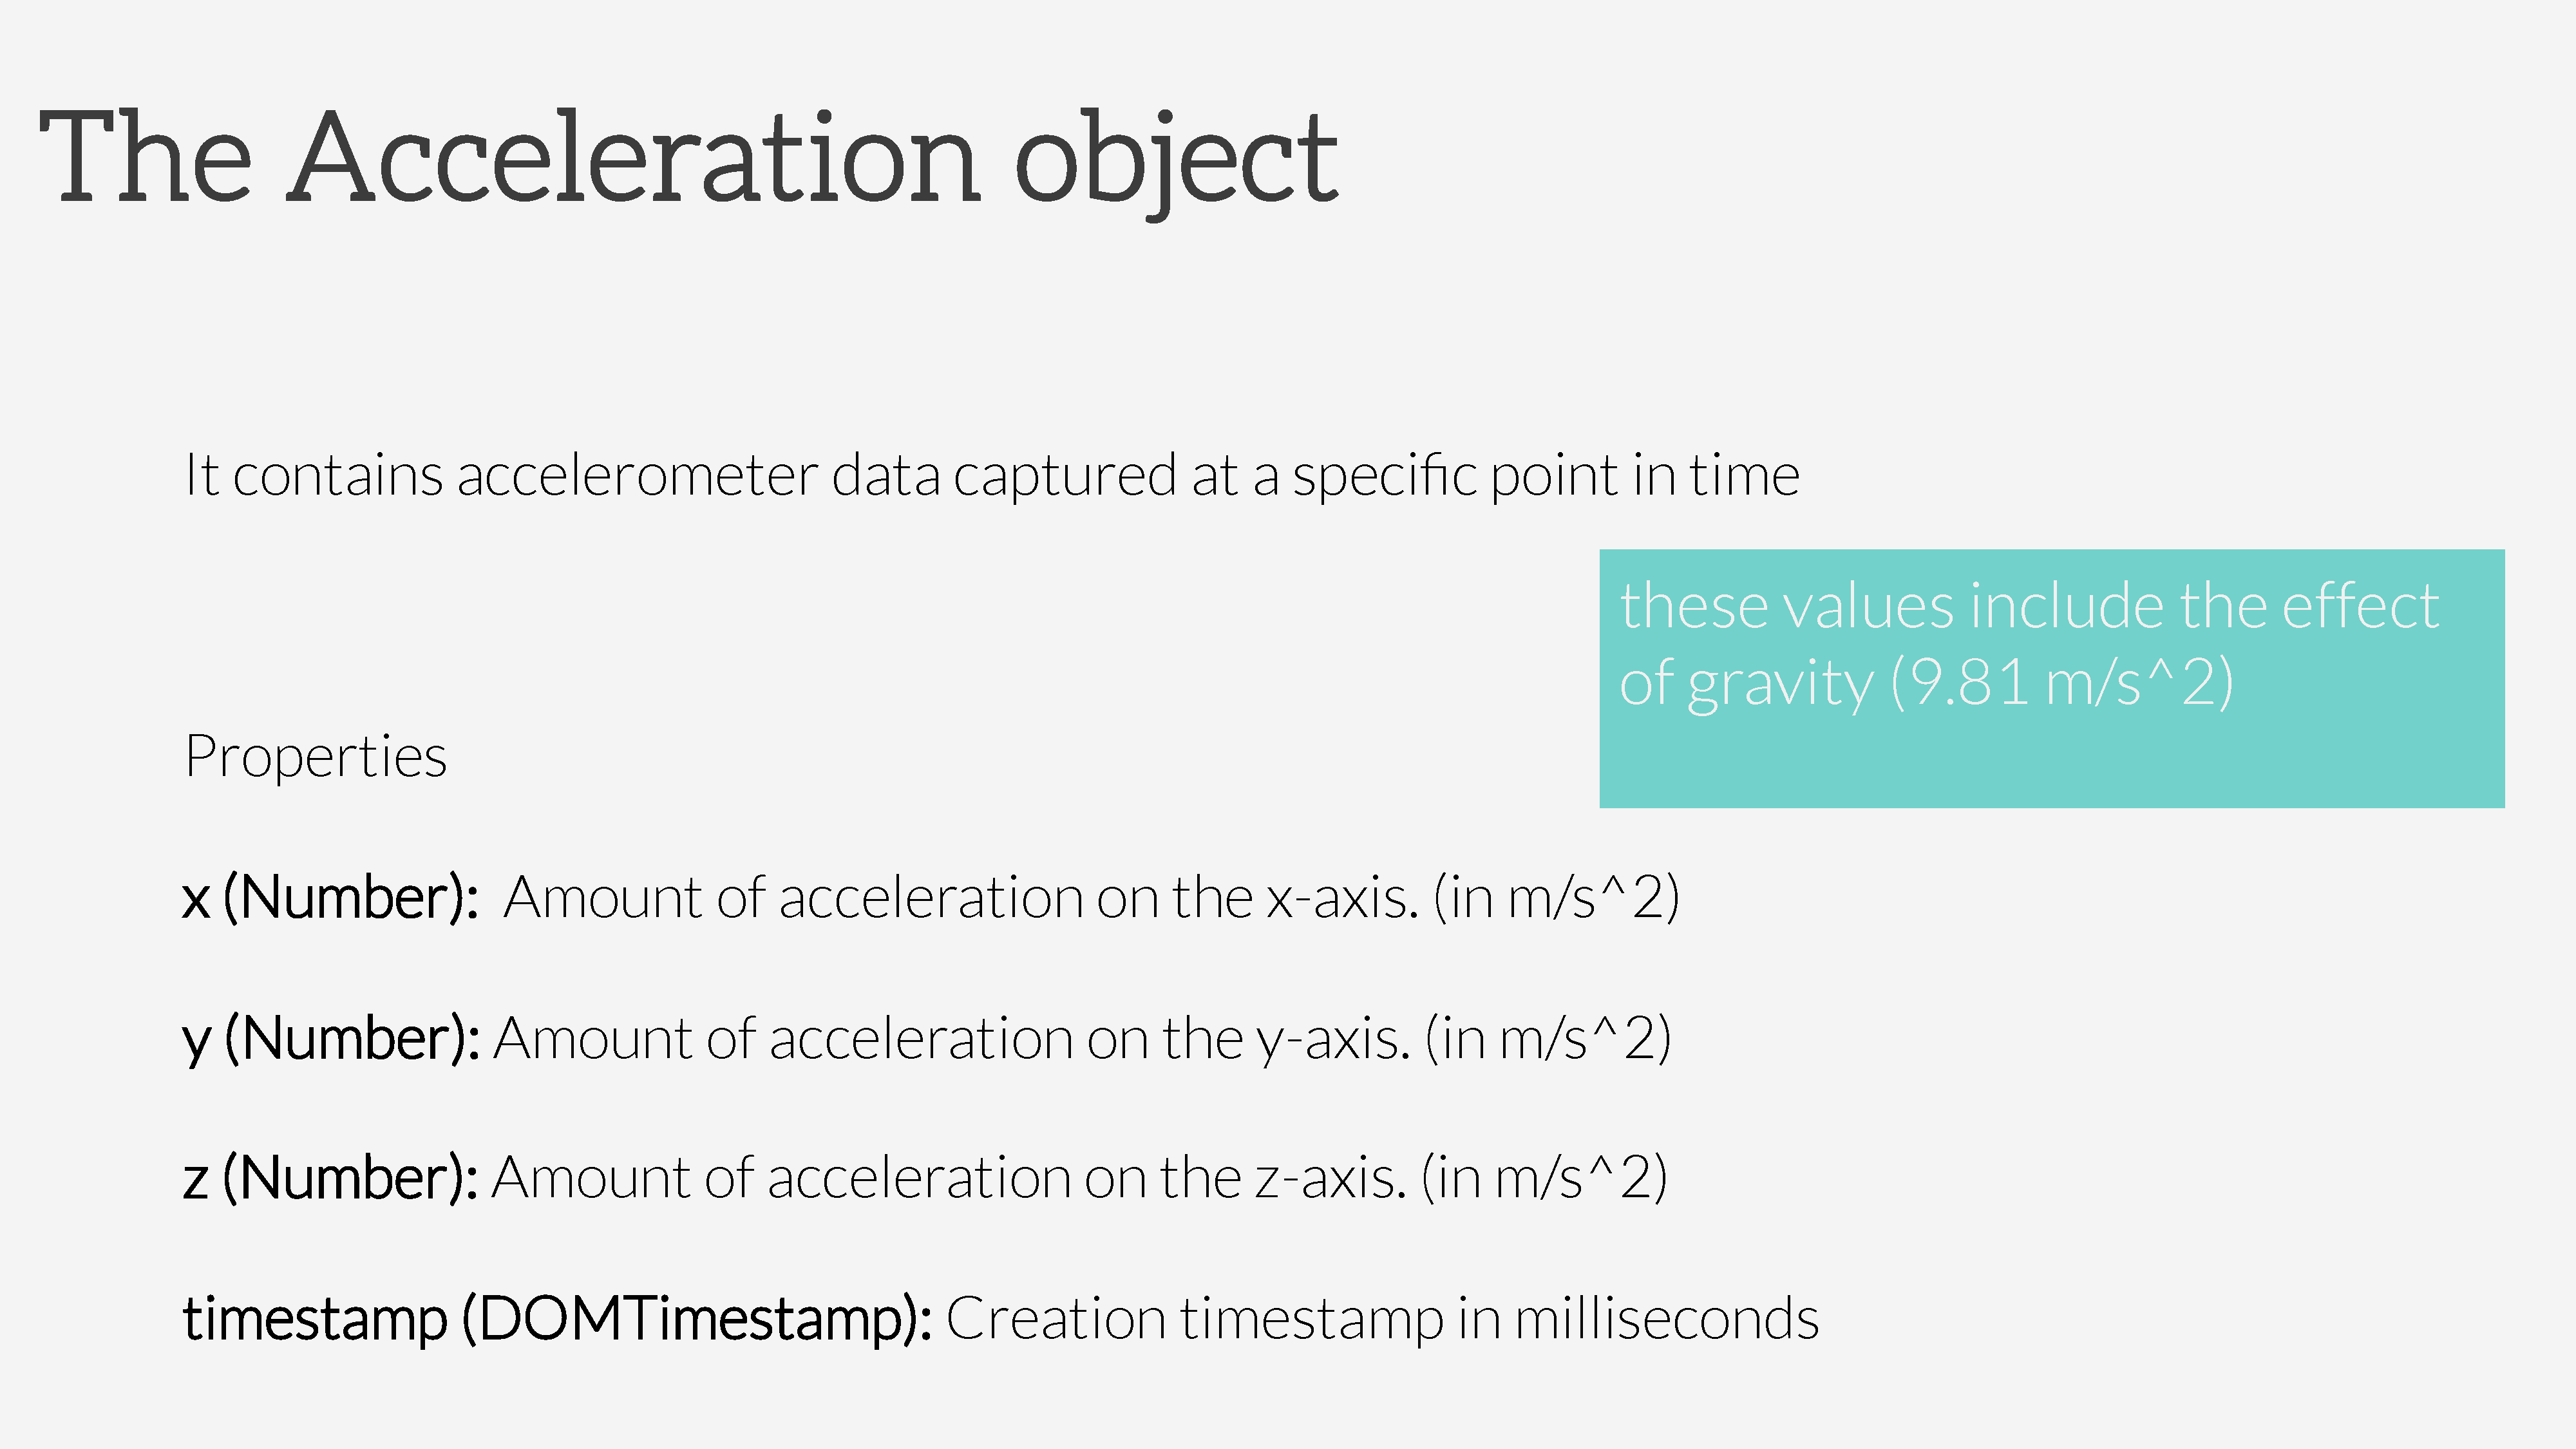 The Acceleration object
It contains accelerometer data captured at a specific point in time
these values include the effect
of gravity (9.81 m/s^2)
Properties
x (Number): Amount of acceleration on the x-axis. (in m/s^2)
y (Number): Amount of acceleration on the y-axis. (in m/s^2)
z (Number): Amount of acceleration on the z-axis. (in m/s^2)
timestamp (DOMTimestamp): Creation timestamp in milliseconds